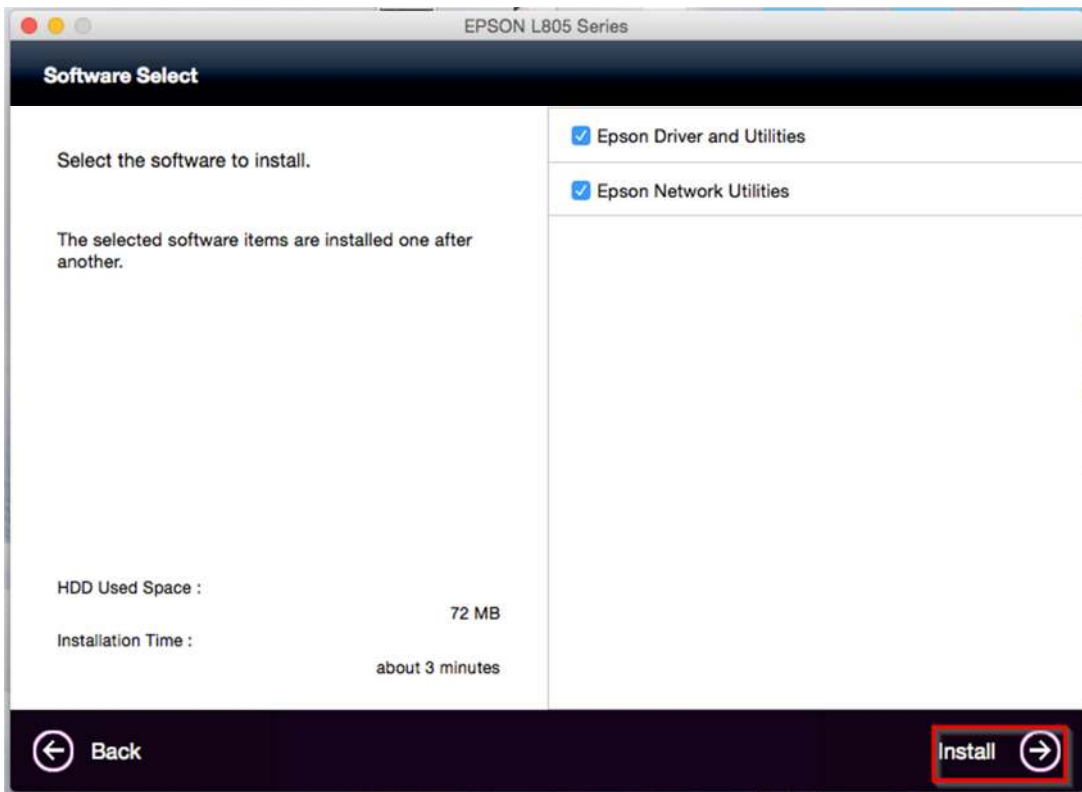 EPSON L805 Series
Software Select
Select the software to install.
The selected software items are installed one after
another.
Epson Driver and Utilities
Epson Network Utilities
HDD Used Space :
72 MB
Installation Time :
about 3 minutes
Back
Install